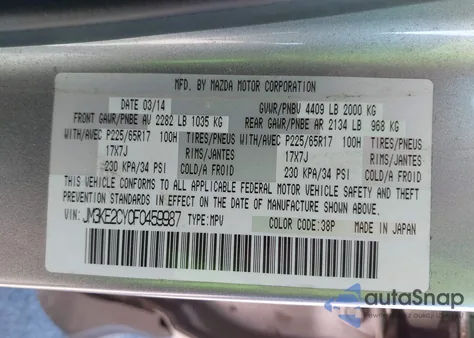 MFD. BY MAZDA MOTOR CORPORATION
DATE 03/14 GVWR/PNBV 4409 LB 2000 KG
FRONT GAWR/PNBE AV 2282 LB 1035 KG REAR GAWR/PNBE AR 2134 LB 968 KG
WITH/AVEC P225/65R17 100H TIRES/PNEUS WITH/AVEC P225/65R17 100H TIRES/PNEUS
17X7J RIMS/JANTES 17X7J RIMS/JANTES
230 KPA/34 PSI COLD/A FROID 230 KPA/34 PSI COLD/A FROID
THIS VEHICLE CONFORMS TO ALL APPLICABLE FEDERAL MOTOR VEHICLE SAFETY AND THEFT
PREVENTION STANDARDS IN EFFECT ON THE DATE OF MANUFACTURE SHOWN ABOVE.
VIN: JM3KE2CY0F0459987 TYPE:MPV COLOR CODE:38P MADE IN JAPAN
autoSnap